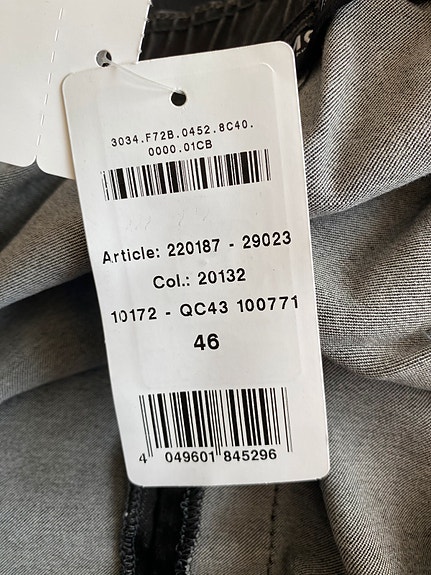 3034.F72B.0452.8C40.
0000.01CB
Article: 220187 - 29023
Col.: 20132
10172 - QC43 100771
46
4 049601 845296